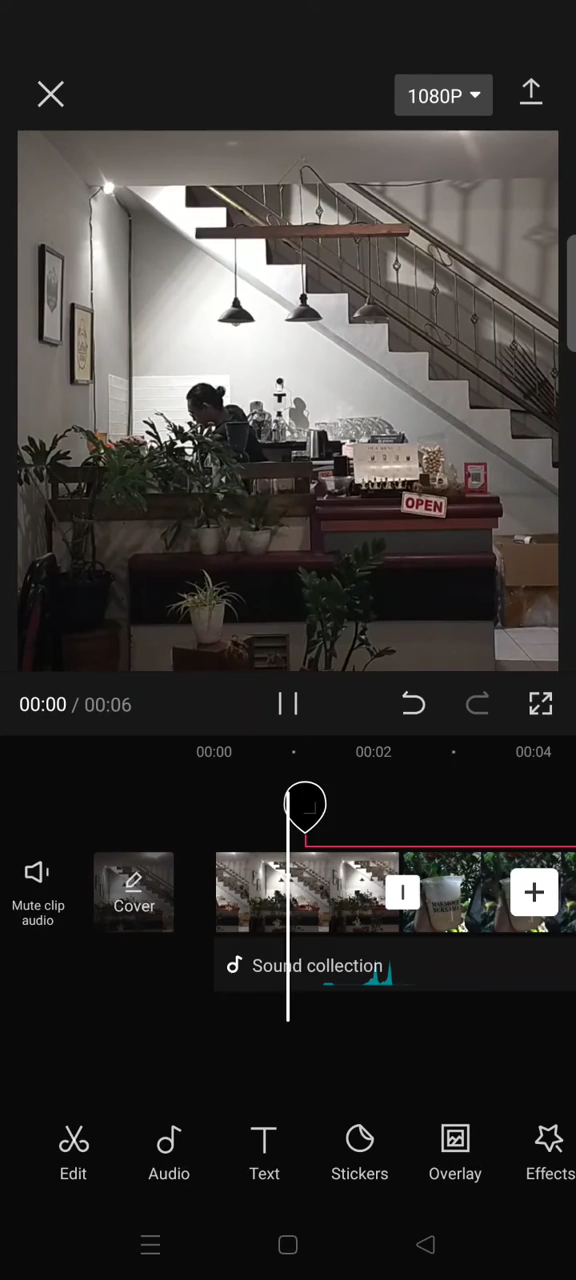 1080P
OPEN
00:00 / 00:06
00:00
00:02
00:04
Mute clip audio
Cover
Sound collection
Edit
Audio
Text
Stickers
Overlay
Effects